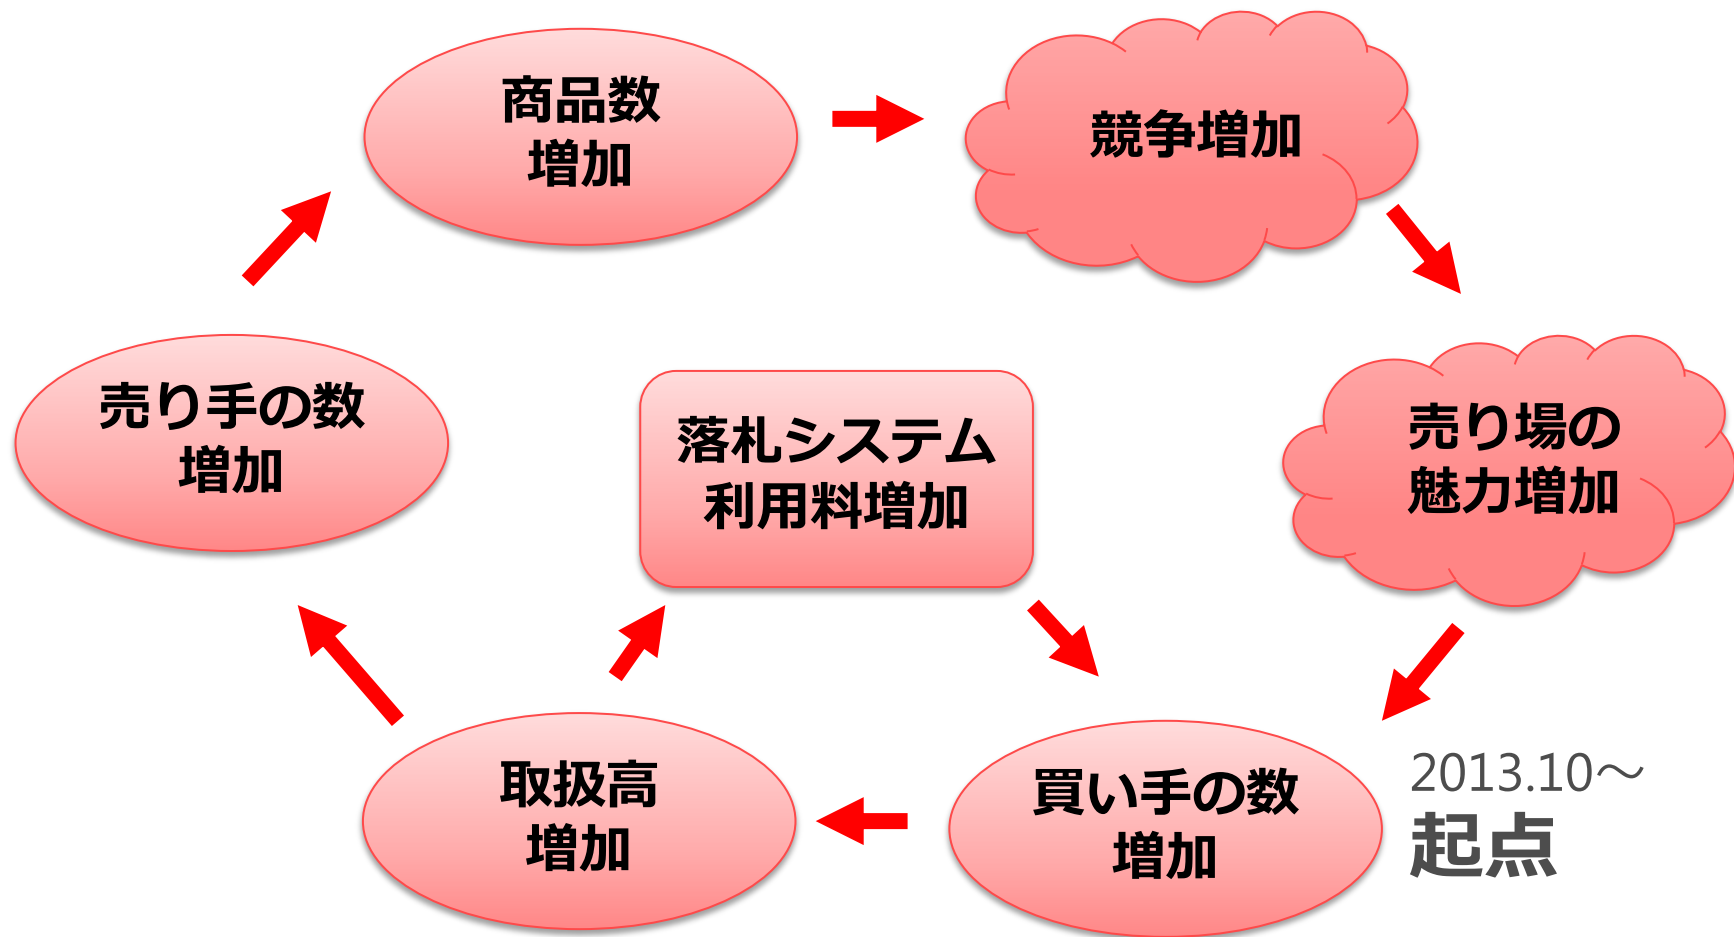 商品数
増加
競争増加
売り手の数
増加
落札システム
利用料増加
売り場の
魅力増加
取扱高
増加
買い手の数
増加
2013.10～
起点